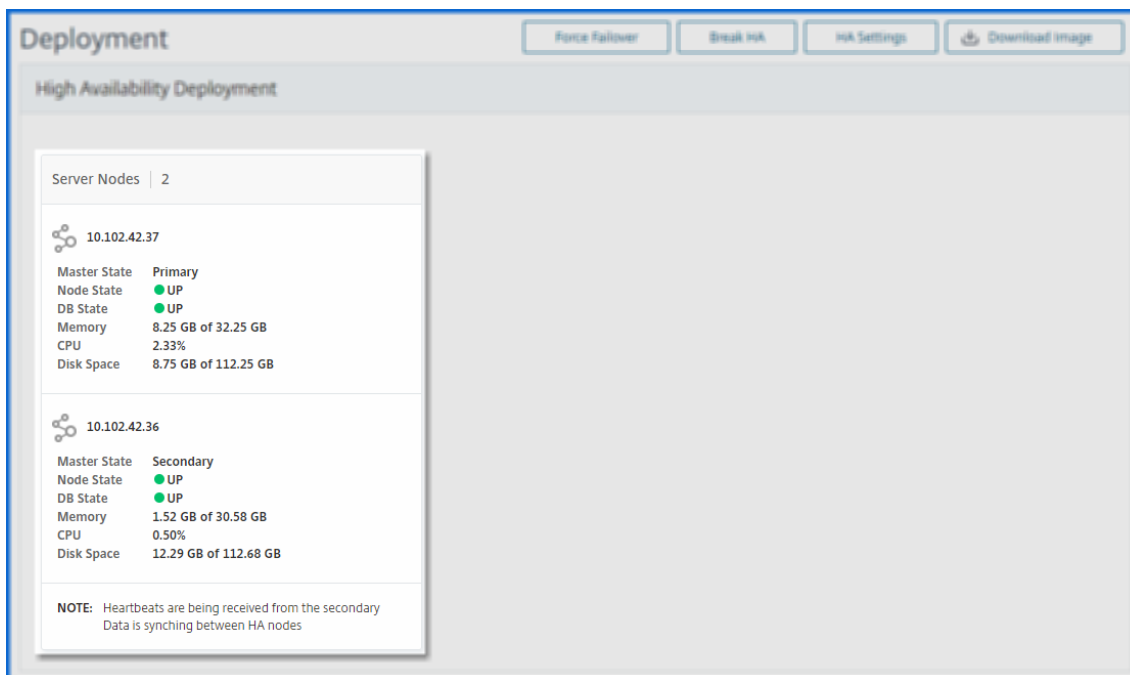 Deployment
Force Failover
Break HA
HA Settings
Download Image
High Availability Deployment
Server Nodes | 2
10.102.42.37
Master State Primary
Node State UP
DB State UP
Memory 8.25 GB of 32.25 GB
CPU 2.33%
Disk Space 8.75 GB of 112.25 GB
10.102.42.36
Master State Secondary
Node State UP
DB State UP
Memory 1.52 GB of 30.58 GB
CPU 0.50%
Disk Space 12.29 GB of 112.68 GB
NOTE: Heartbeats are being received from the secondary
Data is synching between HA nodes